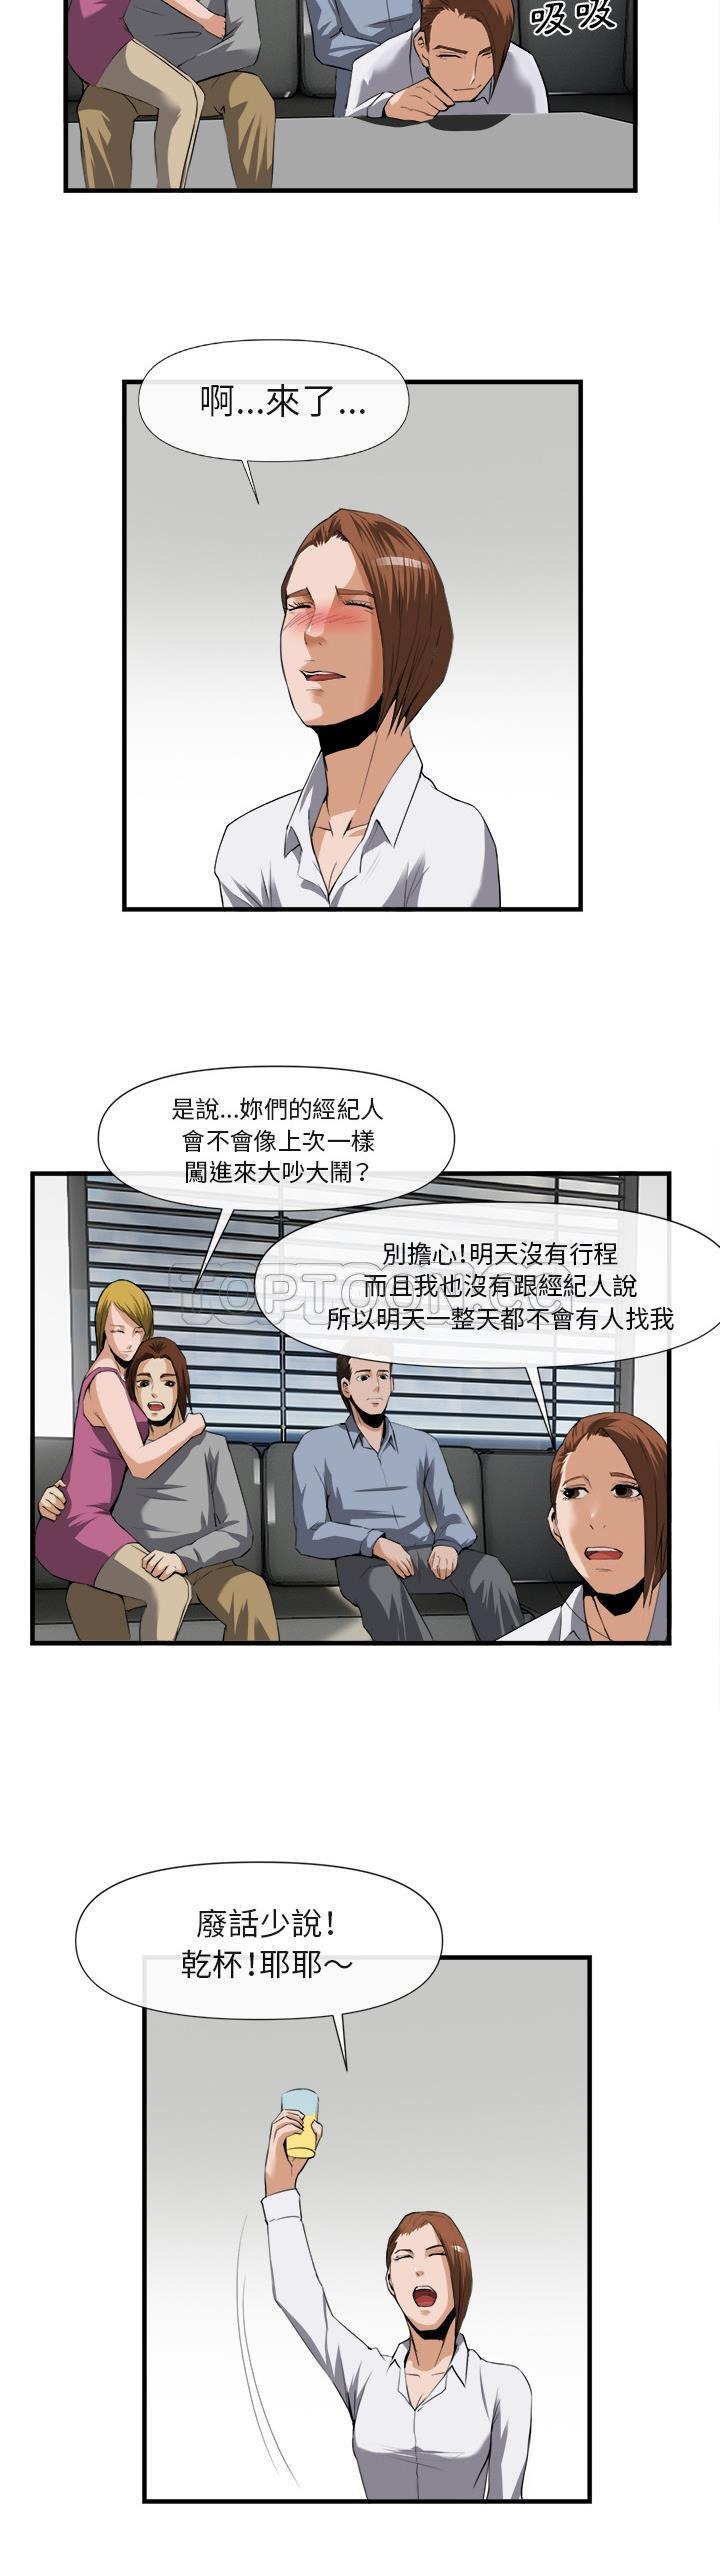 吸吸
啊...來了...
是說...妳們的經紀人
會不會像上次一樣
闖進來大吵大鬧？
別擔心!明天沒有行程
而且我也沒有跟經紀人說
所以明天一整天都不會有人找我
TOPTOON.CC
廢話少說!
乾杯!耶耶～